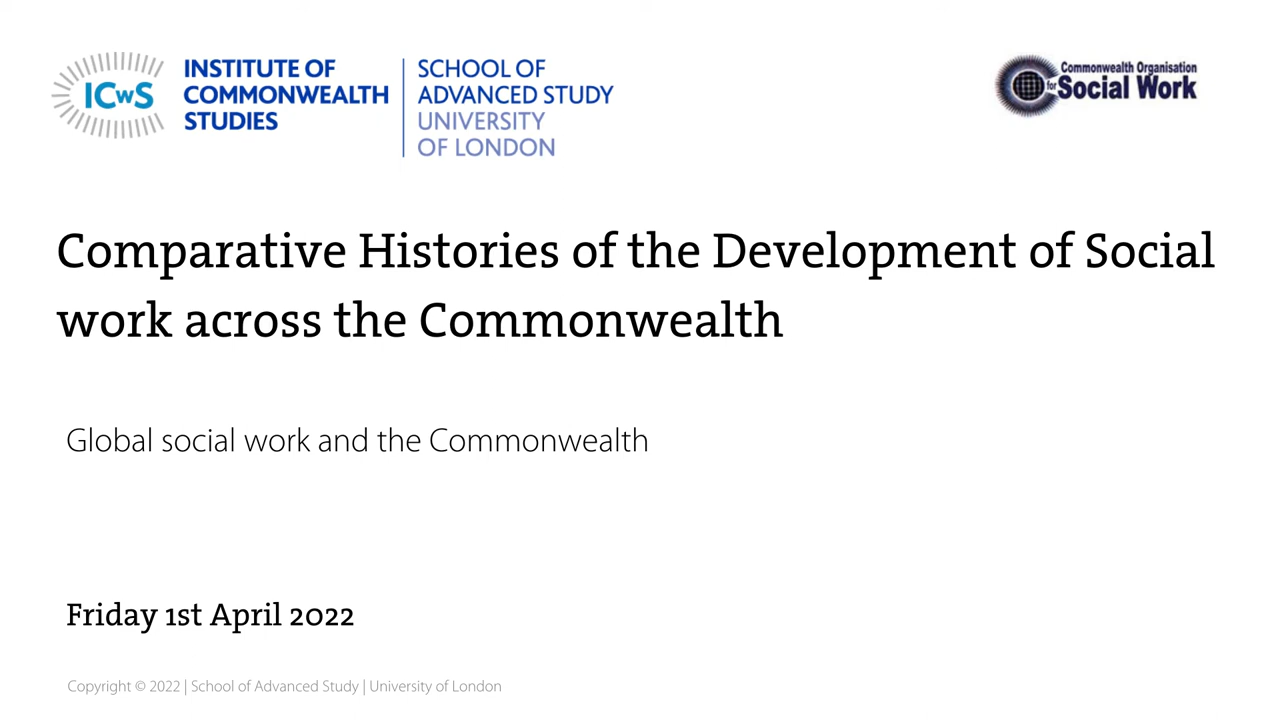 ICwS
INSTITUTE OF
COMMONWEALTH
STUDIES
SCHOOL OF
ADVANCED STUDY
UNIVERSITY
OF LONDON
Commonwealth Organisation
for Social Work
Comparative Histories of the Development of Social
work across the Commonwealth
Global social work and the Commonwealth
Friday 1st April 2022
Copyright © 2022 | School of Advanced Study | University of London